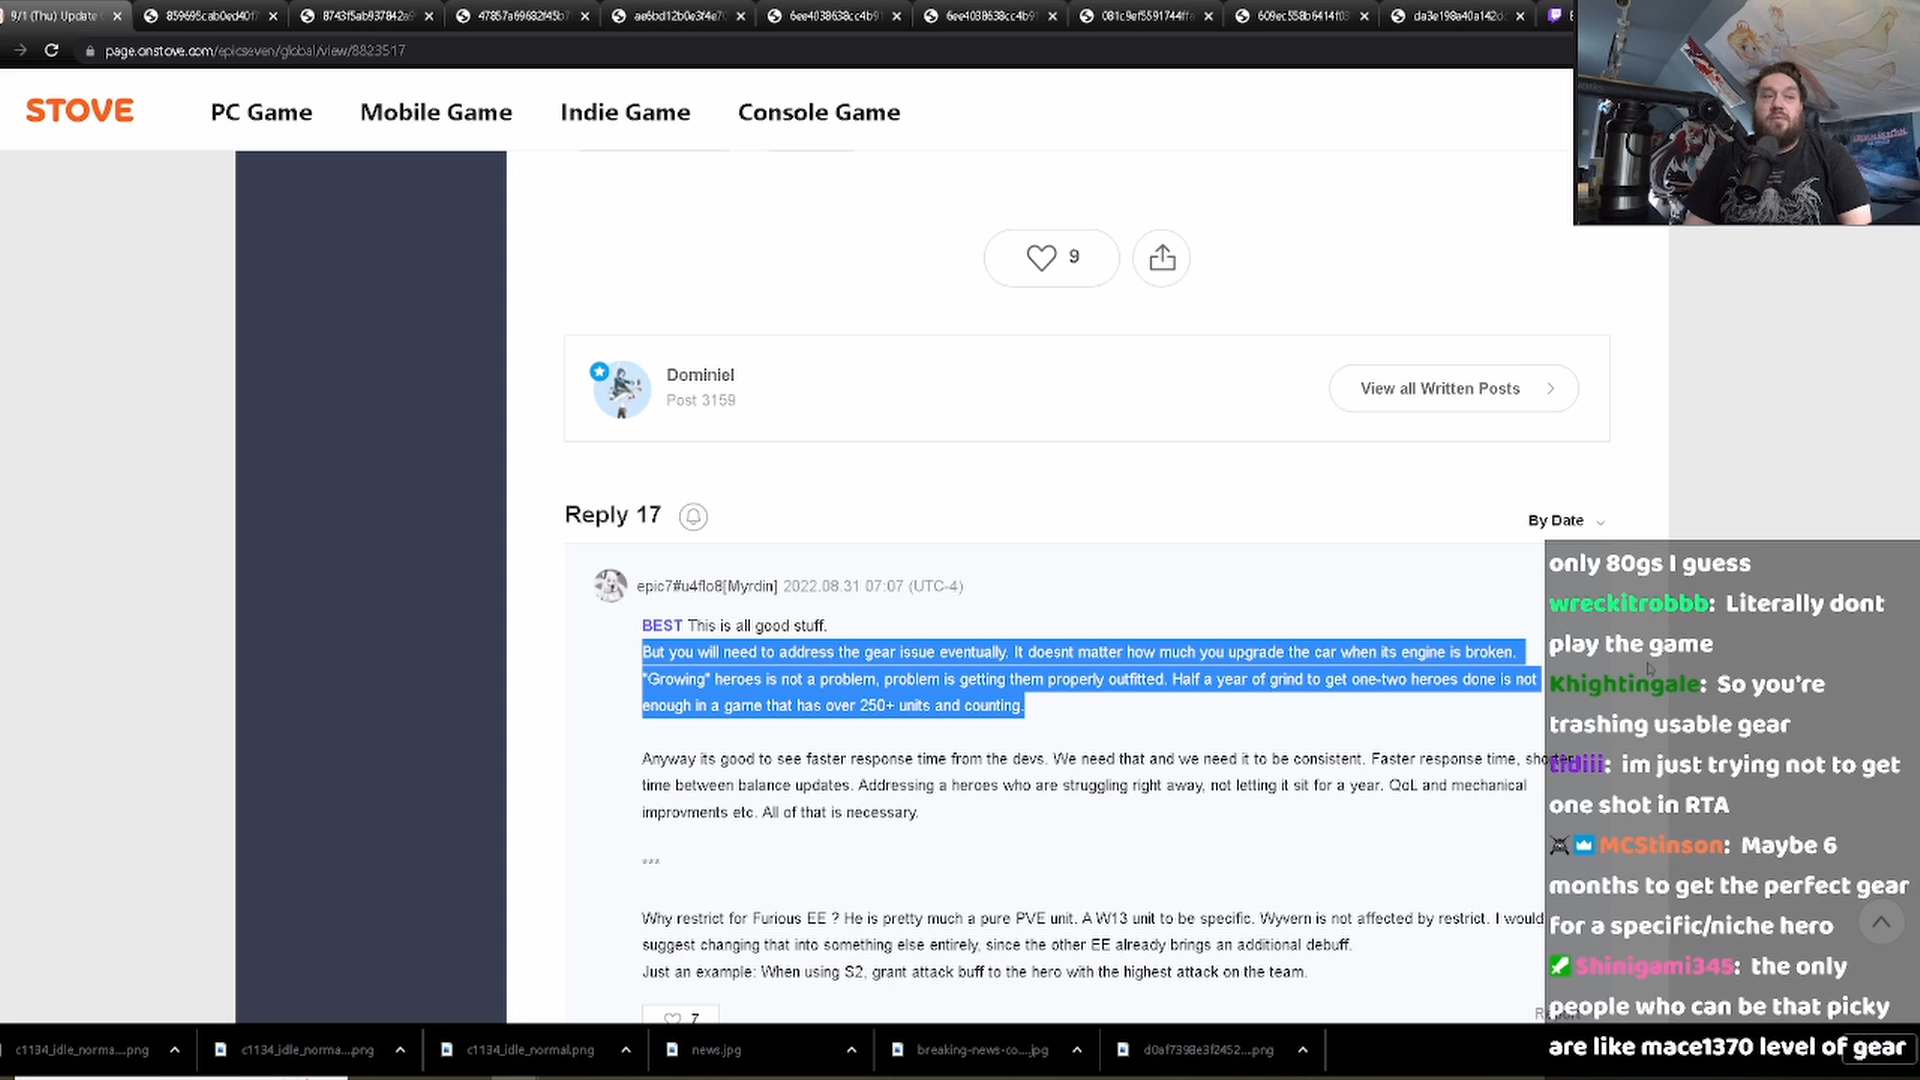 9/1 (Thu) Update
page.onstove.com/epicseven/global/view/8823517
STOVE
PC Game
Mobile Game
Indie Game
Console Game
9
Dominiel
Post 3159
View all Written Posts
Reply 17
By Date
epic7#u4flo8[Myrdin] 2022.08.31 07:07 (UTC-4)
BEST This is all good stuff.
But you will need to address the gear issue eventually. It doesnt matter how much you upgrade the car when its engine is broken.
"Growing" heroes is not a problem, problem is getting them properly outfitted. Half a year of grind to get one-two heroes done is not
enough in a game that has over 250+ units and counting.
Anyway its good to see faster response time from the devs. We need that and we need it to be consistent. Faster response time, shorter
time between balance updates. Addressing a heroes who are struggling right away, not letting it sit for a year. QoL and mechanical
improvments etc. All of that is necessary.
***
Why restrict for Furious EE ? He is pretty much a pure PVE unit. A W13 unit to be specific. Wyvern is not affected by restrict. I would
suggest changing that into something else entirely, since the other EE already brings an additional debuff.
Just an example: When using S2, grant attack buff to the hero with the highest attack on the team.
7
only 80gs I guess
wreckitrobbb: Literally dont
play the game
Khightingale: So you're
trashing usable gear
tidiii: im just trying not to get
one shot in RTA
MCStinson: Maybe 6
months to get the perfect gear
for a specific/niche hero
Shinigami345: the only
people who can be that picky
are like mace1370 level of gear
c1134_idle_norma....png
c1134_idle_norma....png
c1134_idle_normal.png
news.jpg
breaking-news-co....jpg
d0af7398e3f2452....png